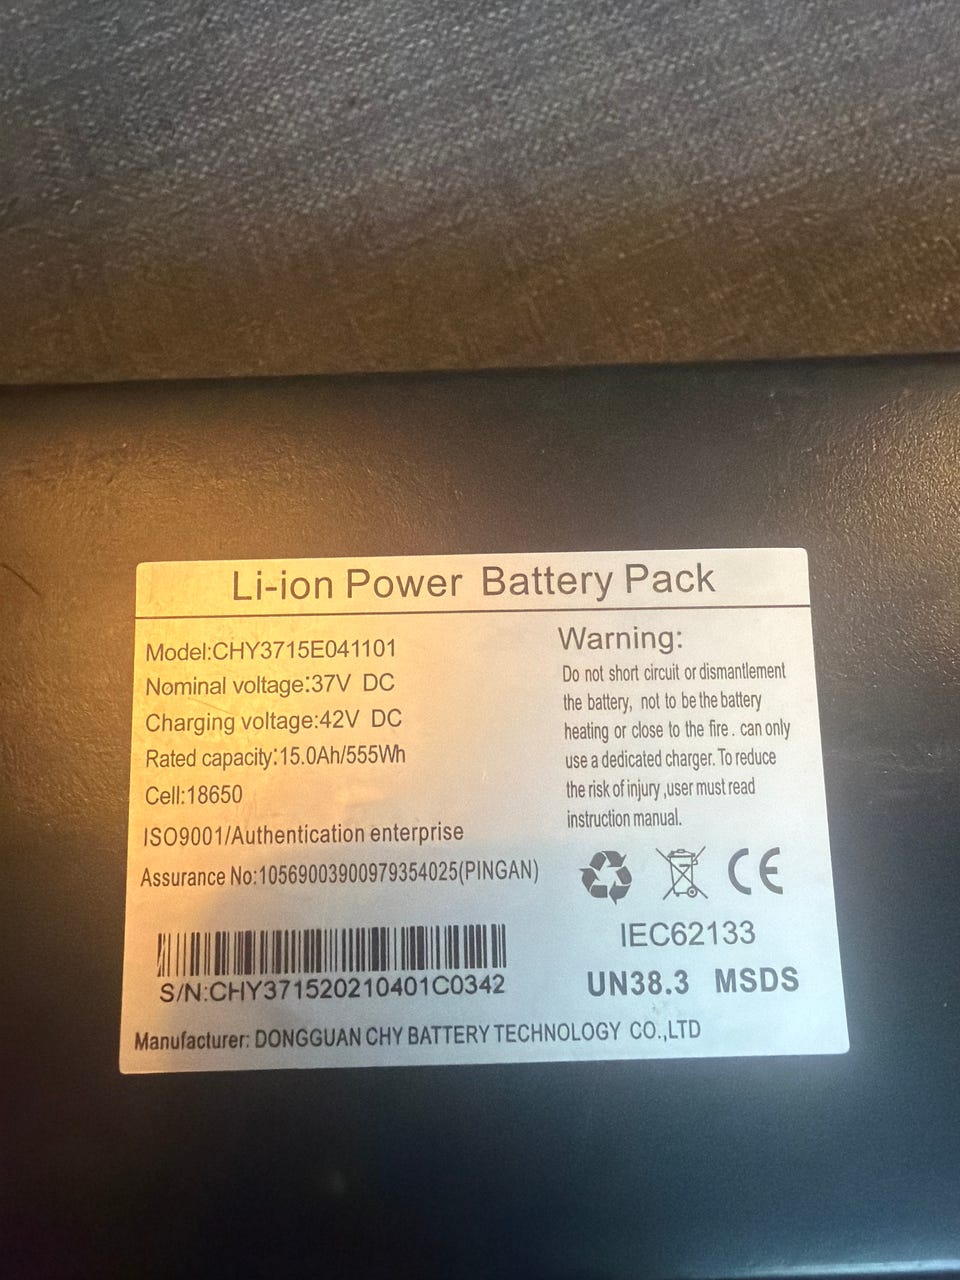 Li-ion Power Battery Pack
Model:CHY3715E041101
Nominal voltage:37V DC
Charging voltage:42V DC
Rated capacity:15.0Ah/555Wh
Cell:18650
ISO9001/Authentication enterprise
Assurance No:10569003900979354025(PINGAN)
S/N:CHY371520210401C0342
Warning:
Do not short circuit or dismantlement
the battery, not to be the battery
heating or close to the fire. can only
use a dedicated charger. To reduce
the risk of injury ,user must read
instruction manual.
CE
IEC62133
UN38.3 MSDS
Manufacturer: DONGGUAN CHY BATTERY TECHNOLOGY CO.,LTD